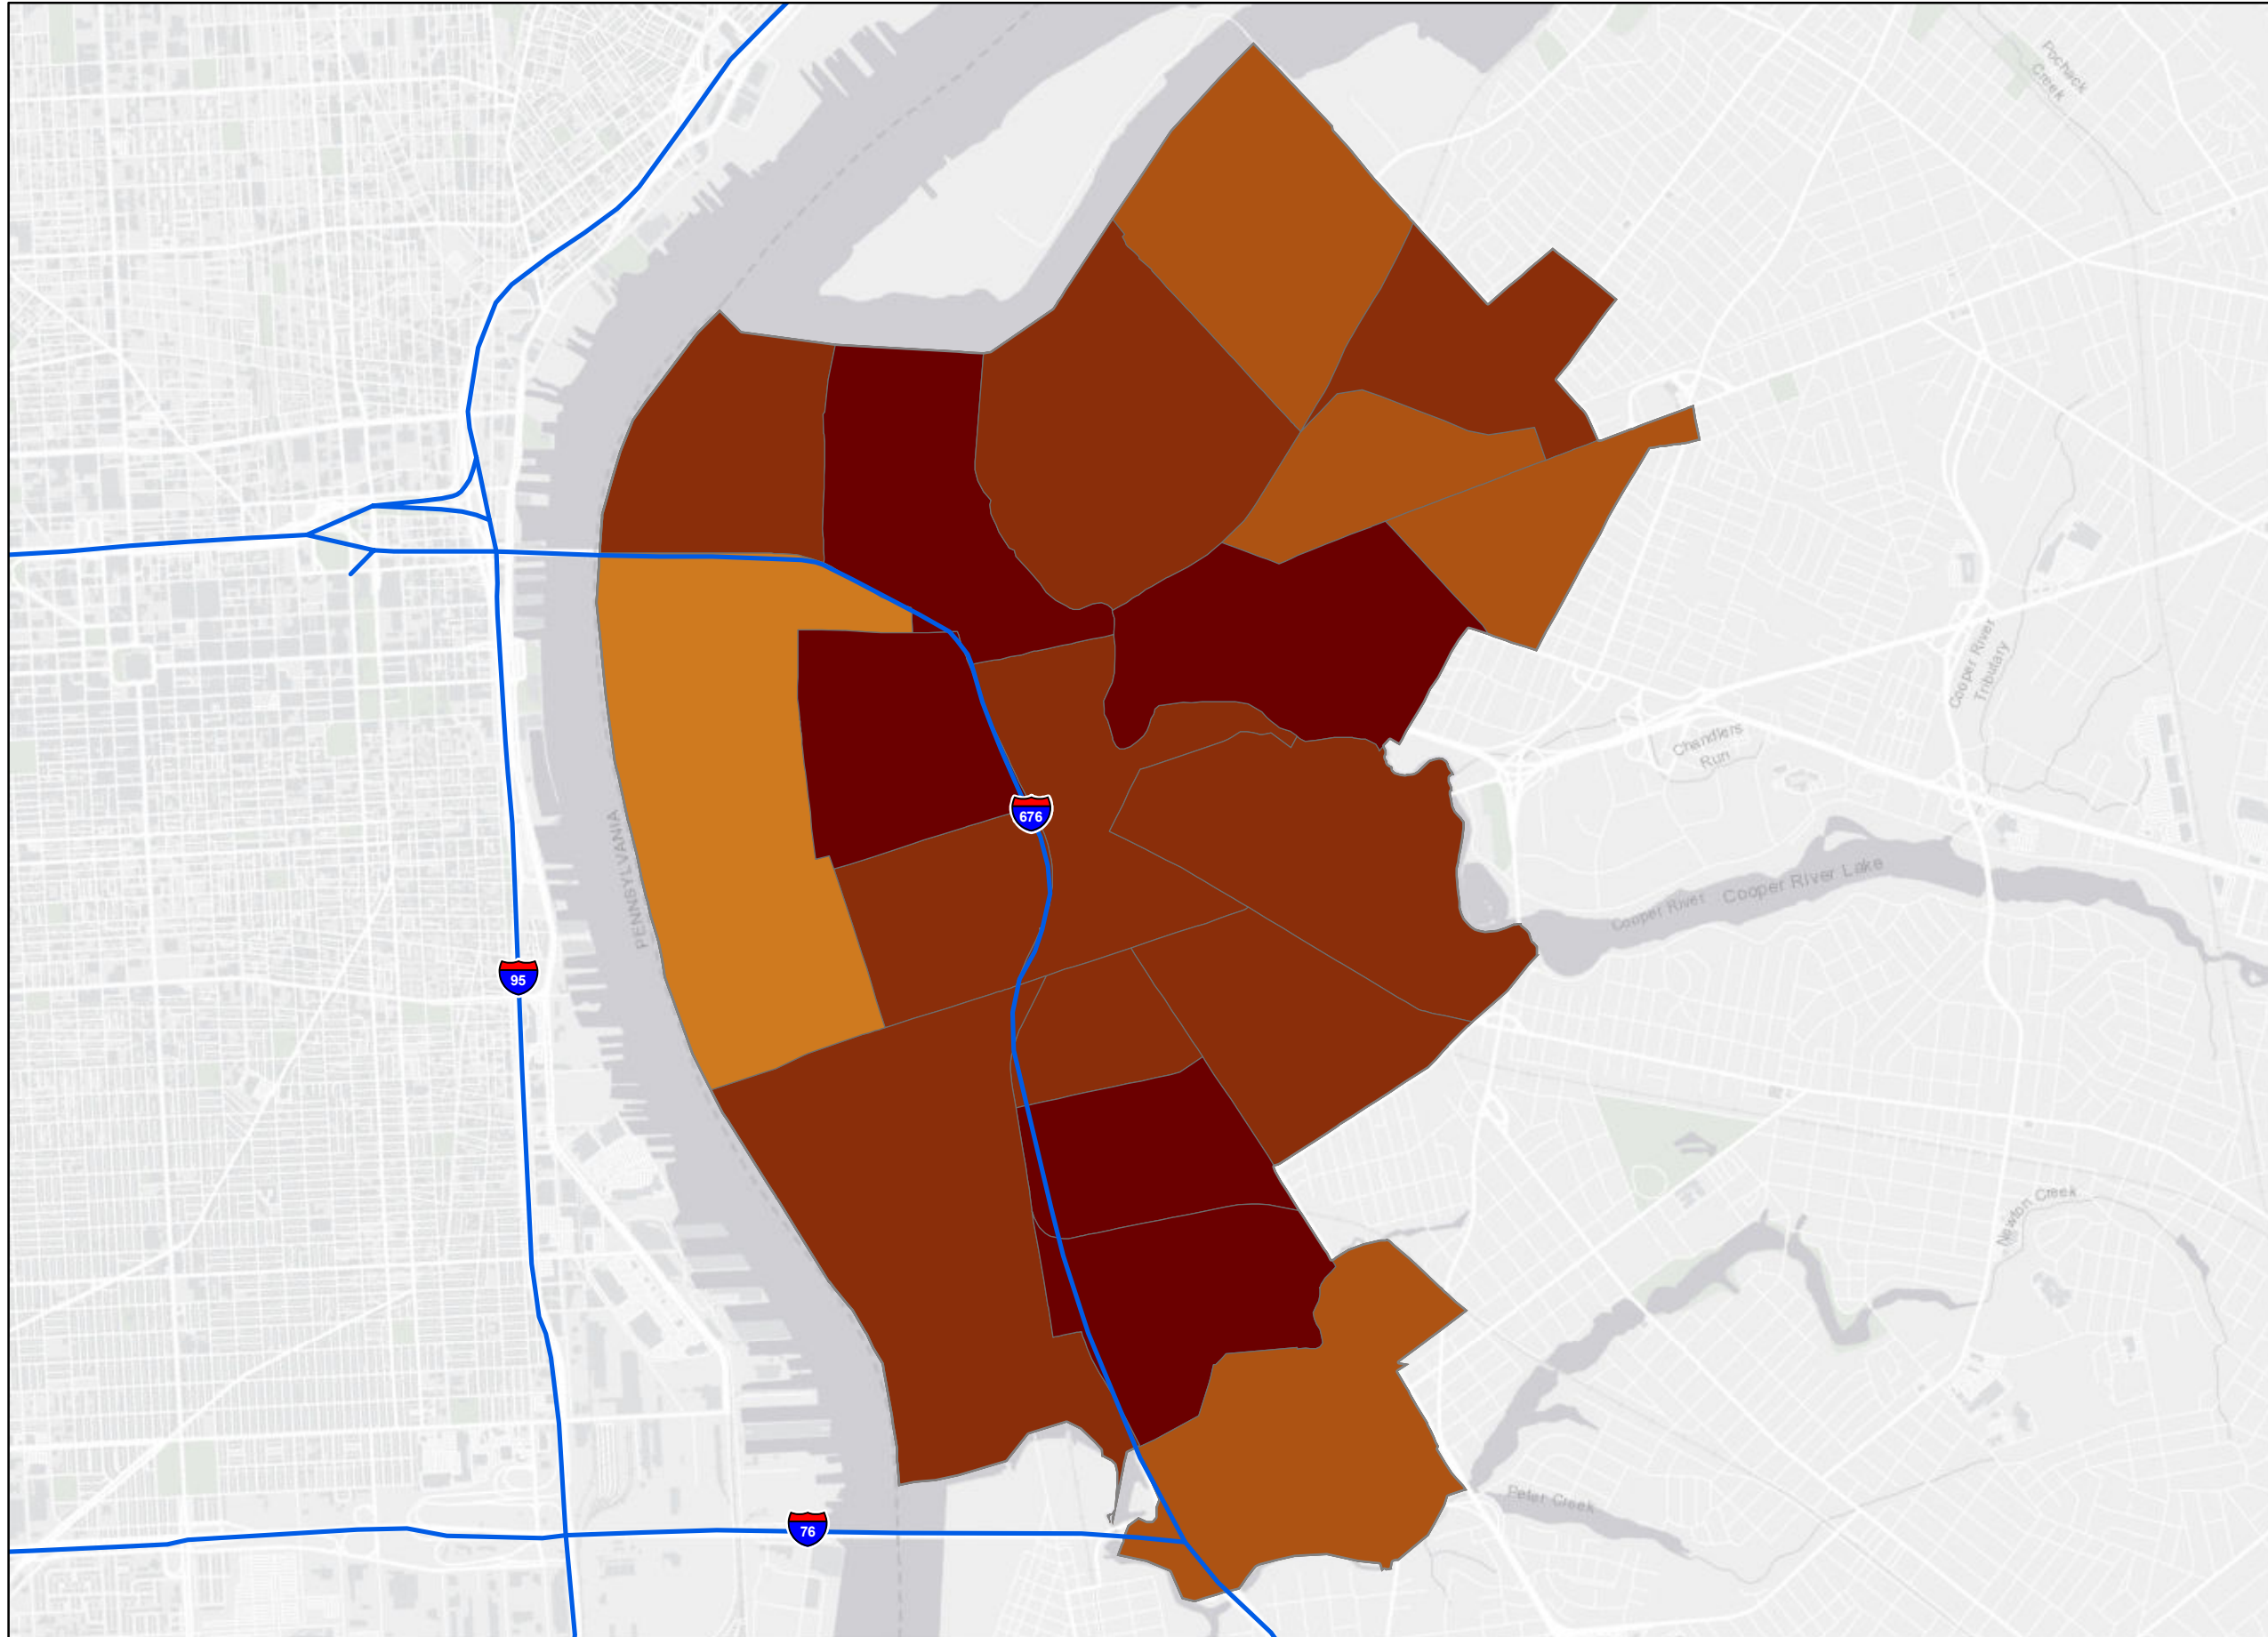 Pochack
Creek
Cooper River
Tributary
Chandlers
Run
676
PENNSYLVANIA
Cooper River
Cooper River Lake
95
Newton Creek
Peter Creek
76